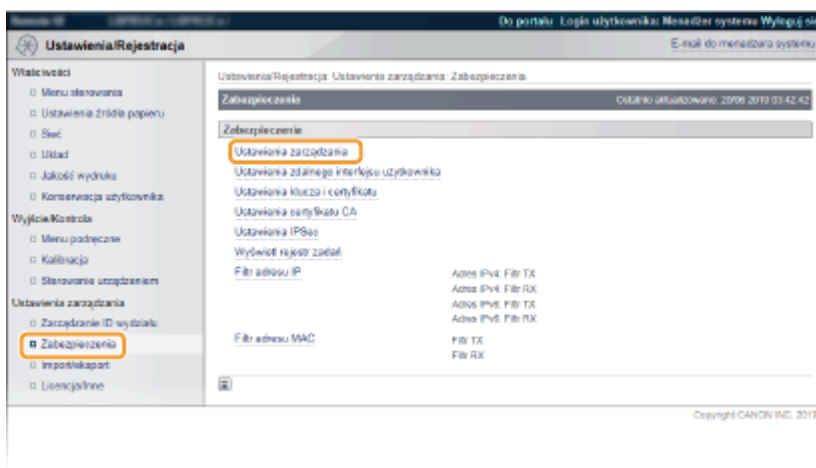 Do portalu Login użytkownika: Menedżer systemu Wyloguj się
Ustawienia/Rejestracja
E-mail do menadżera systemu
Właściwości
Menu sterowania
Ustawienia źródła papieru
Sieć
Układ
Jakość wydruku
Konserwacja użytkownika
Wyjście/Kontrola
Menu podręczne
Kalibracja
Sterowanie urządzeniem
Ustawienia zarządzania
Zarządzanie ID wydziału
Zabezpieczenia
Import/eksport
Licencja/Inne
Ustawienia/Rejestracja: Ustawienia zarządzania: Zabezpieczenia
Zabezpieczenia
Ostatnio aktualizowano: 20/06 2019 03:42:42
Zabezpieczenia
Ustawienia zarządzania
Ustawienia zdalnego interfejsu użytkownika
Ustawienia klucza i certyfikatu
Ustawienia certyfikatu CA
Ustawienia IPSec
Wyświetl rejestr zadań
Filtr adresu IP
Adres IPv4: Filtr TX
Adres IPv4: Filtr RX
Adres IPv6: Filtr TX
Adres IPv6: Filtr RX
Filtr adresu MAC
Filtr TX
Filtr RX
Copyright CANON INC. 2019